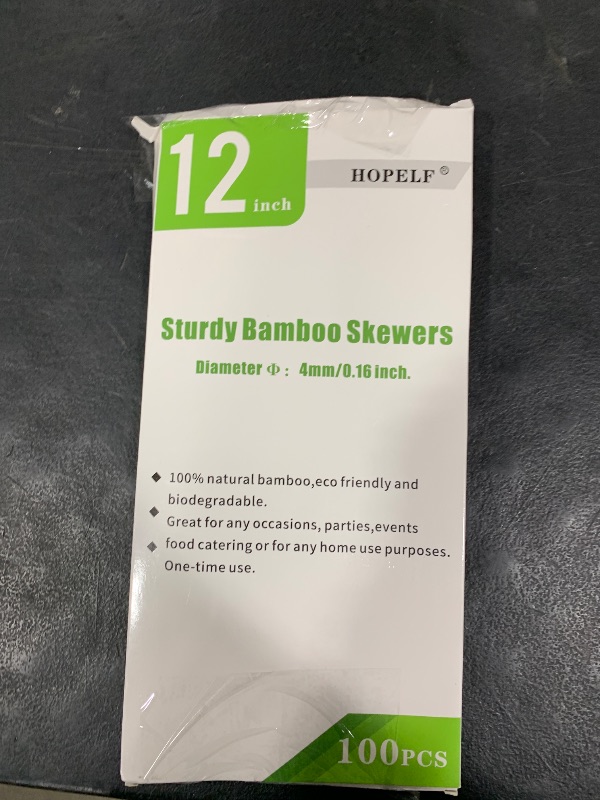 12 inch
HOPELF ®
Sturdy Bamboo Skewers
Diameter Φ : 4mm/0.16 inch.
◆ 100% natural bamboo,eco friendly and
biodegradable.
◆ Great for any occasions, parties,events
◆ food catering or for any home use purposes.
One-time use.
100PCS